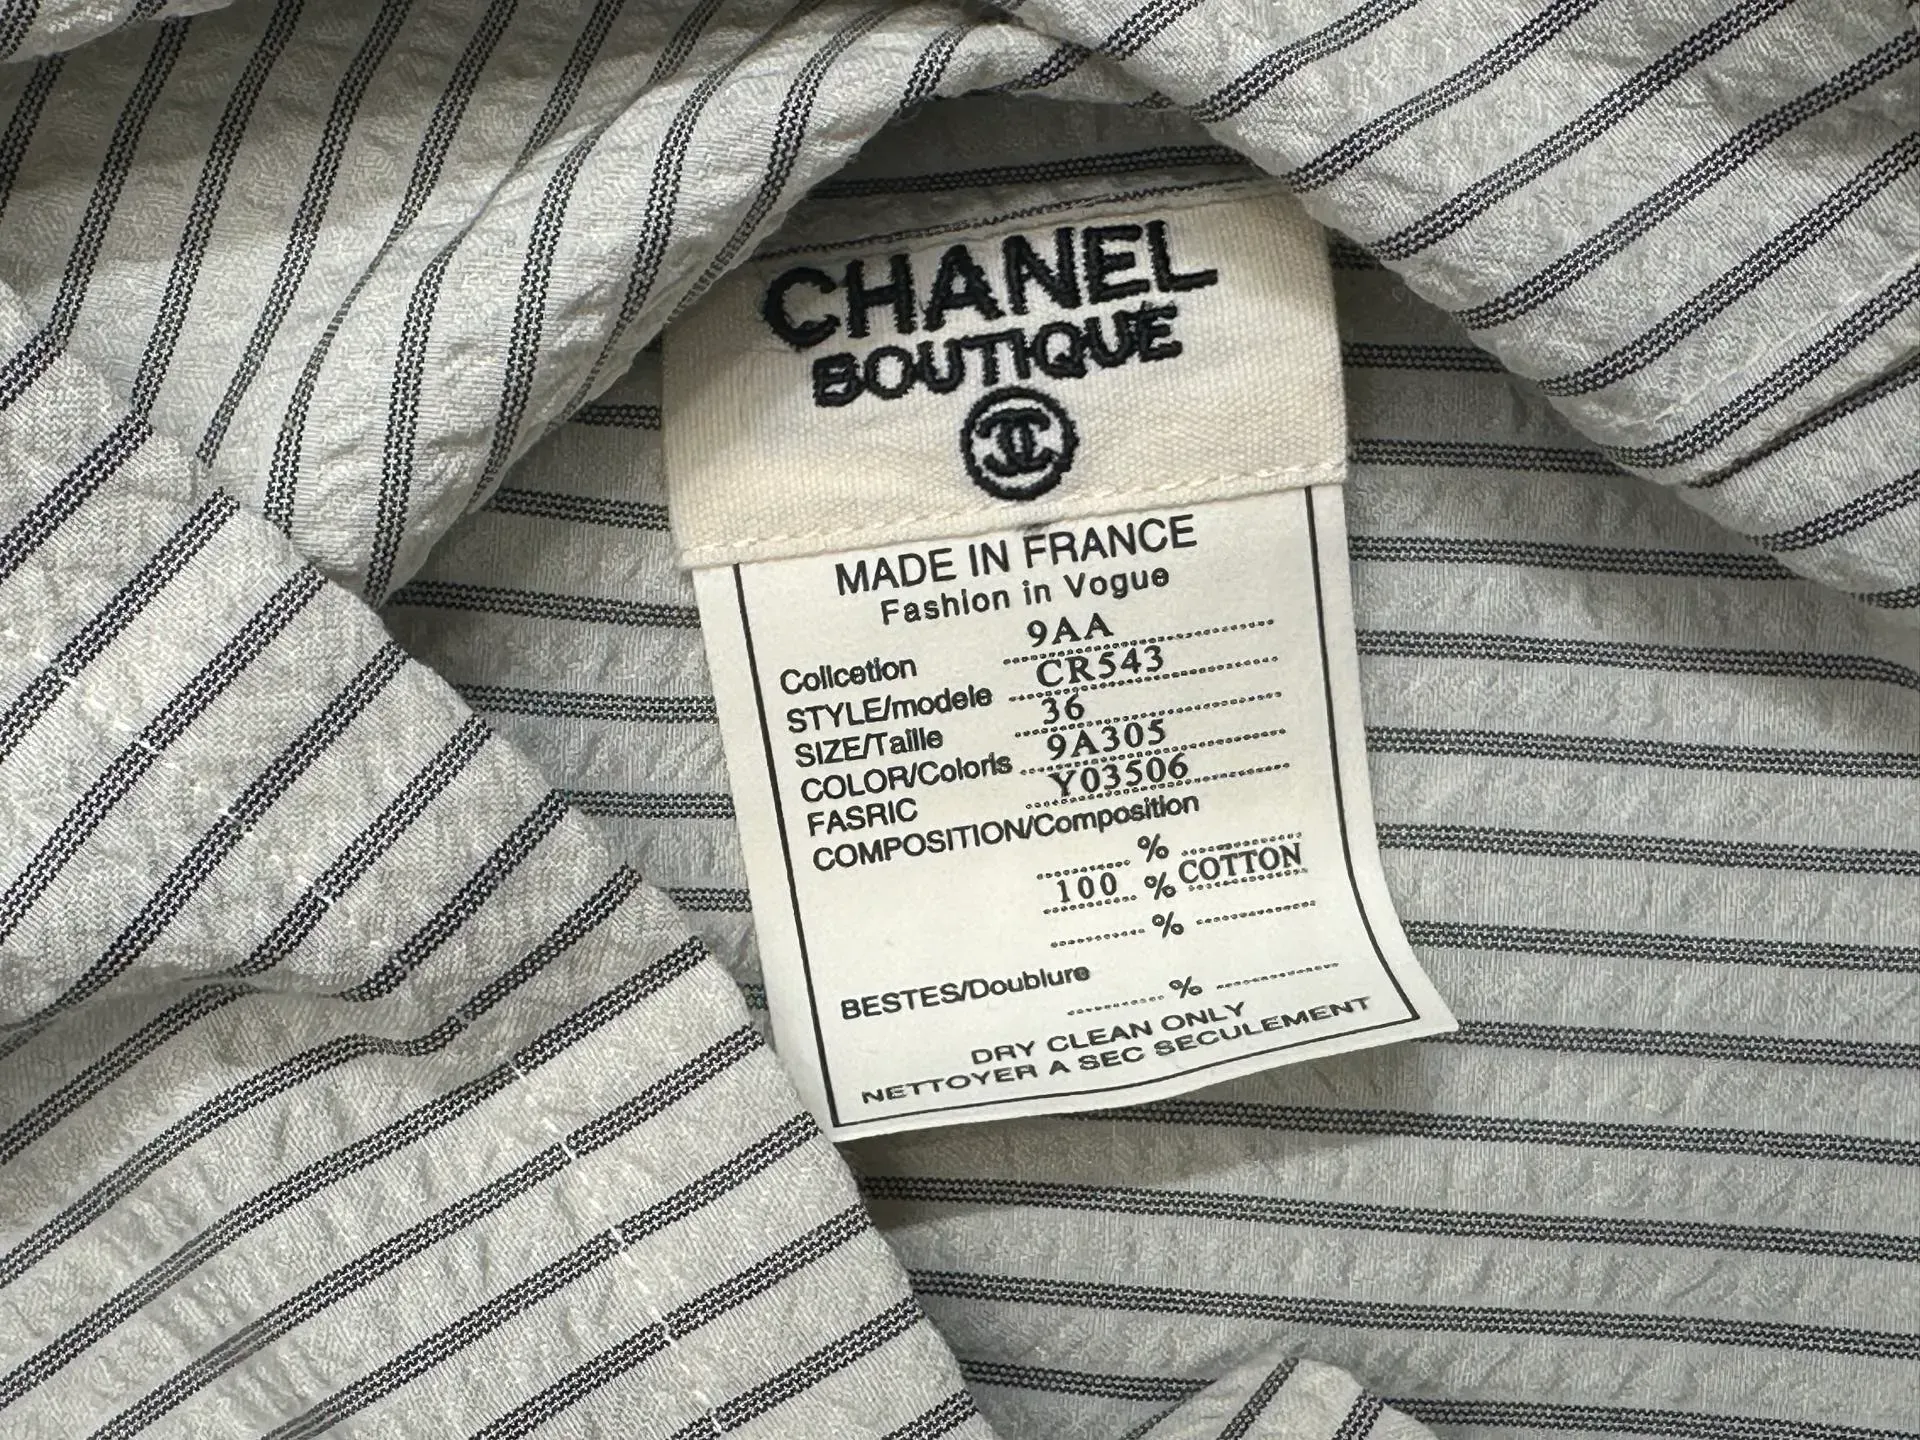 CHANEL
BOUTIQUE
MADE IN FRANCE
Fashion in Vogue
Collcetion 9AA
STYLE/modele CR543
SIZE/Taille 36
COLOR/Coloris 9A305
FASRIC Y03506
COMPOSITION/Composition
%
100 % COTTON
%
BESTES/Doublure
%
DRY CLEAN ONLY
NETTOYER A SEC SECULEMENT